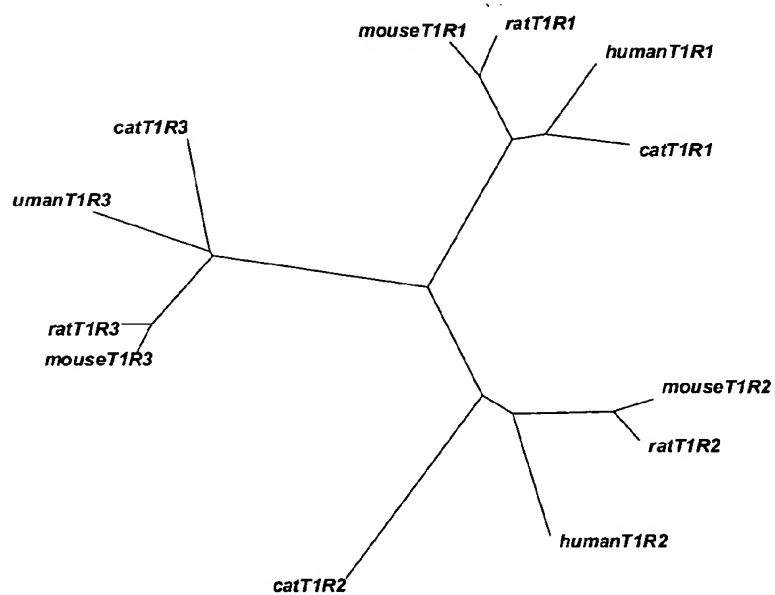 mouseT1R1
ratT1R1
humanT1R1
catT1R1
catT1R3
umanT1R3
ratT1R3
mouseT1R3
mouseT1R2
ratT1R2
humanT1R2
catT1R2